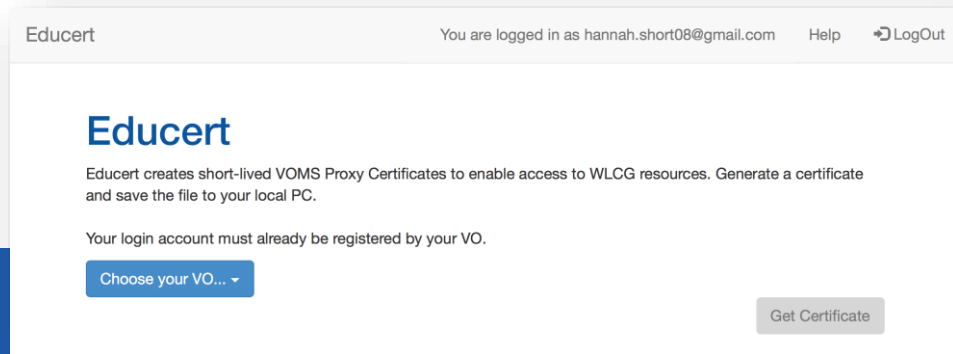 Educert
You are logged in as hannah.short08@gmail.com
Help
LogOut
Educert
Educert creates short-lived VOMS Proxy Certificates to enable access to WLCG resources. Generate a certificate
and save the file to your local PC.
Your login account must already be registered by your VO.
Choose your VO...
Get Certificate